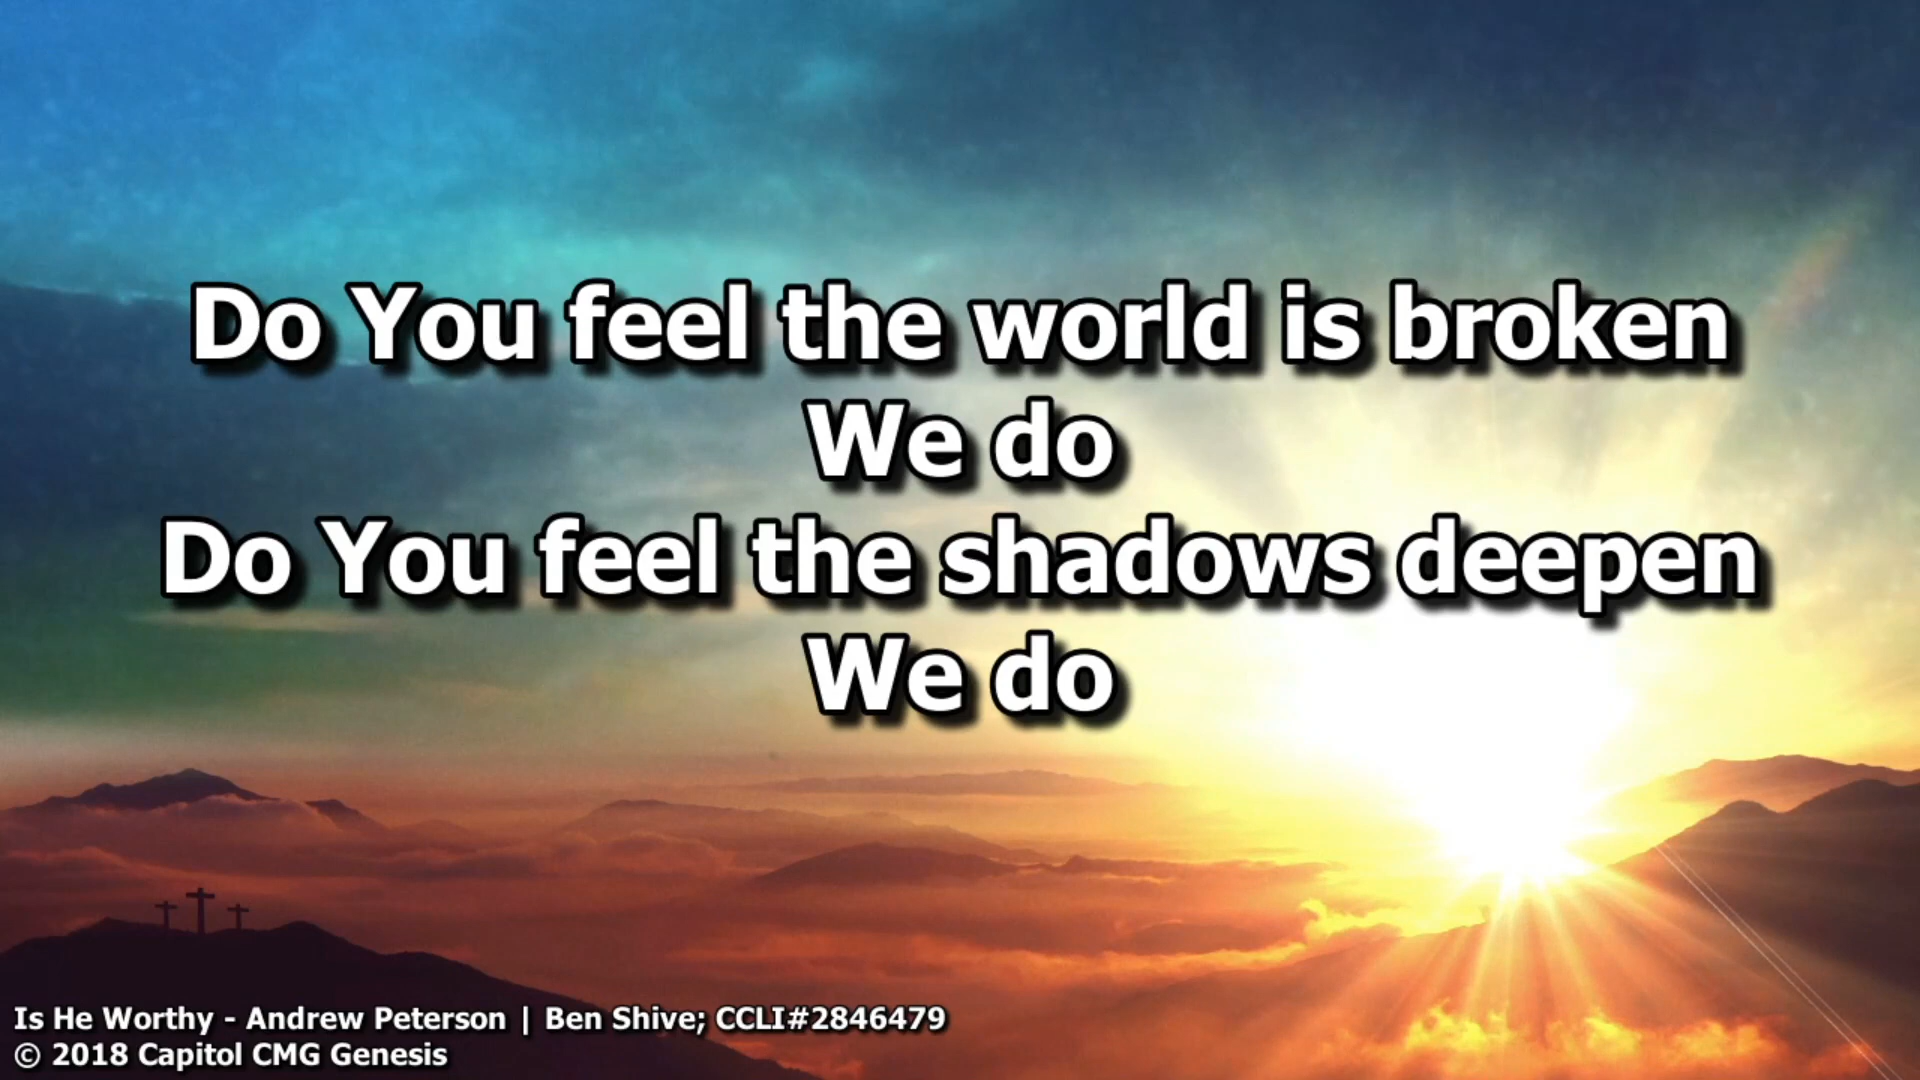 Do You feel the world is broken
We do
Do You feel the shadows deepen
We do
Is He Worthy - Andrew Peterson | Ben Shive; CCLI#2846479
© 2018 Capitol CMG Genesis